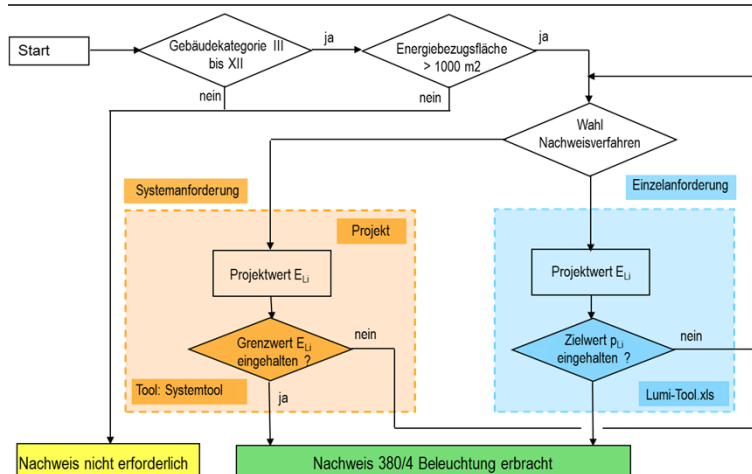 Start
Gebäudekategorie III
bis XII
ja
Energiebezugsfläche
> 1000 m2
ja
nein
nein
Wahl
Nachweisverfahren
Systemanforderung
Einzelanforderung
Projekt
Projektwert ELi
Projektwert ELi
Grenzwert ELi
eingehalten ?
nein
Zielwert pLi
eingehalten ?
nein
Tool: Systemtool
ja
Lumi-Tool.xls
Nachweis nicht erforderlich
Nachweis 380/4 Beleuchtung erbracht